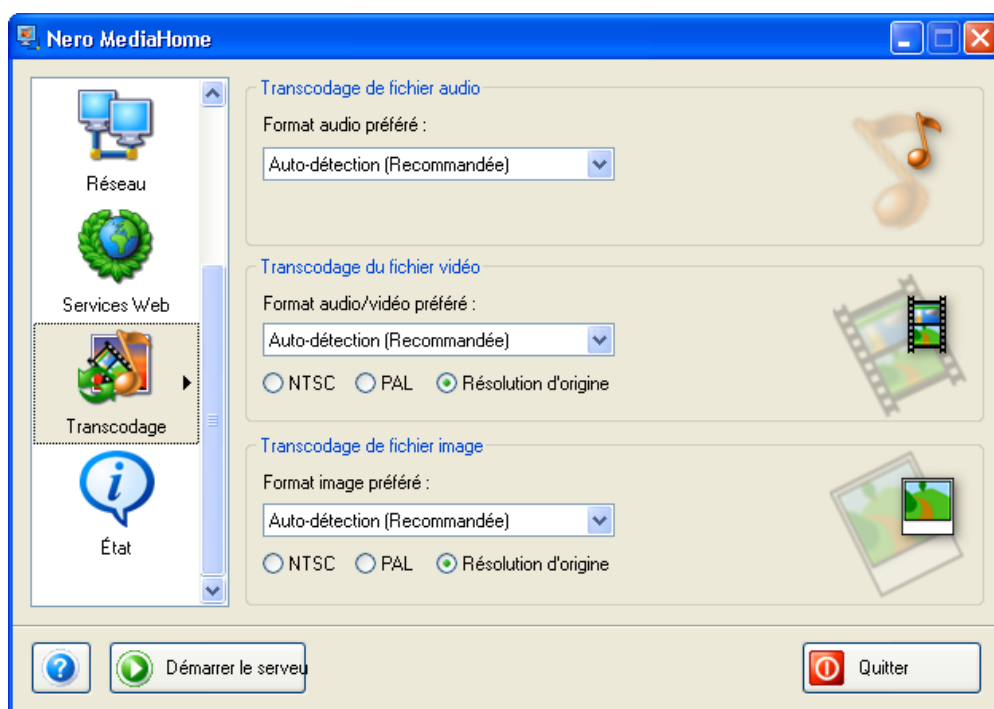 Nero MediaHome
Réseau
Services Web
Transcodage
État
Transcodage de fichier audio
Format audio préféré :
Auto-détection (Recommandée)
Transcodage du fichier vidéo
Format audio/vidéo préféré :
Auto-détection (Recommandée)
NTSC PAL Résolution d'origine
Transcodage de fichier image
Format image préféré :
Auto-détection (Recommandée)
NTSC PAL Résolution d'origine
Démarrer le serveu
Quitter